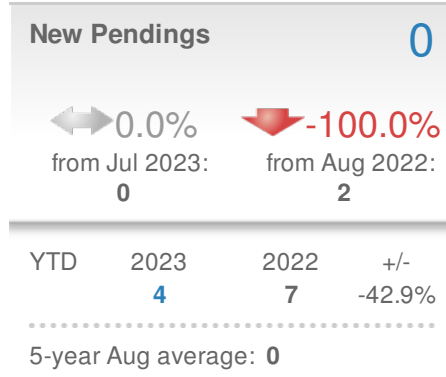 New Pendings 0
0.0% -100.0%
from Jul 2023: from Aug 2022:
0 2
YTD 2023 2022 +/-
4 7 -42.9%
5-year Aug average: 0